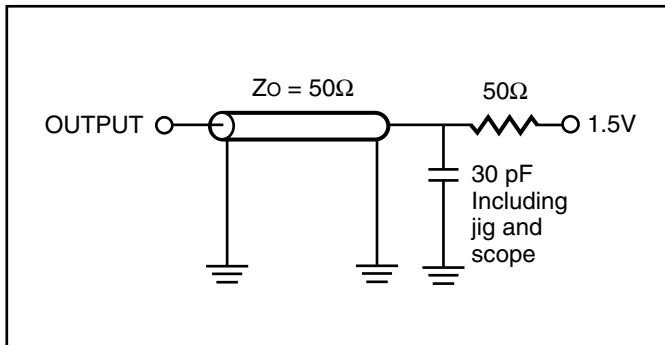 ZO = 50Ω
50Ω
OUTPUT
1.5V
30 pF
Including
jig and
scope